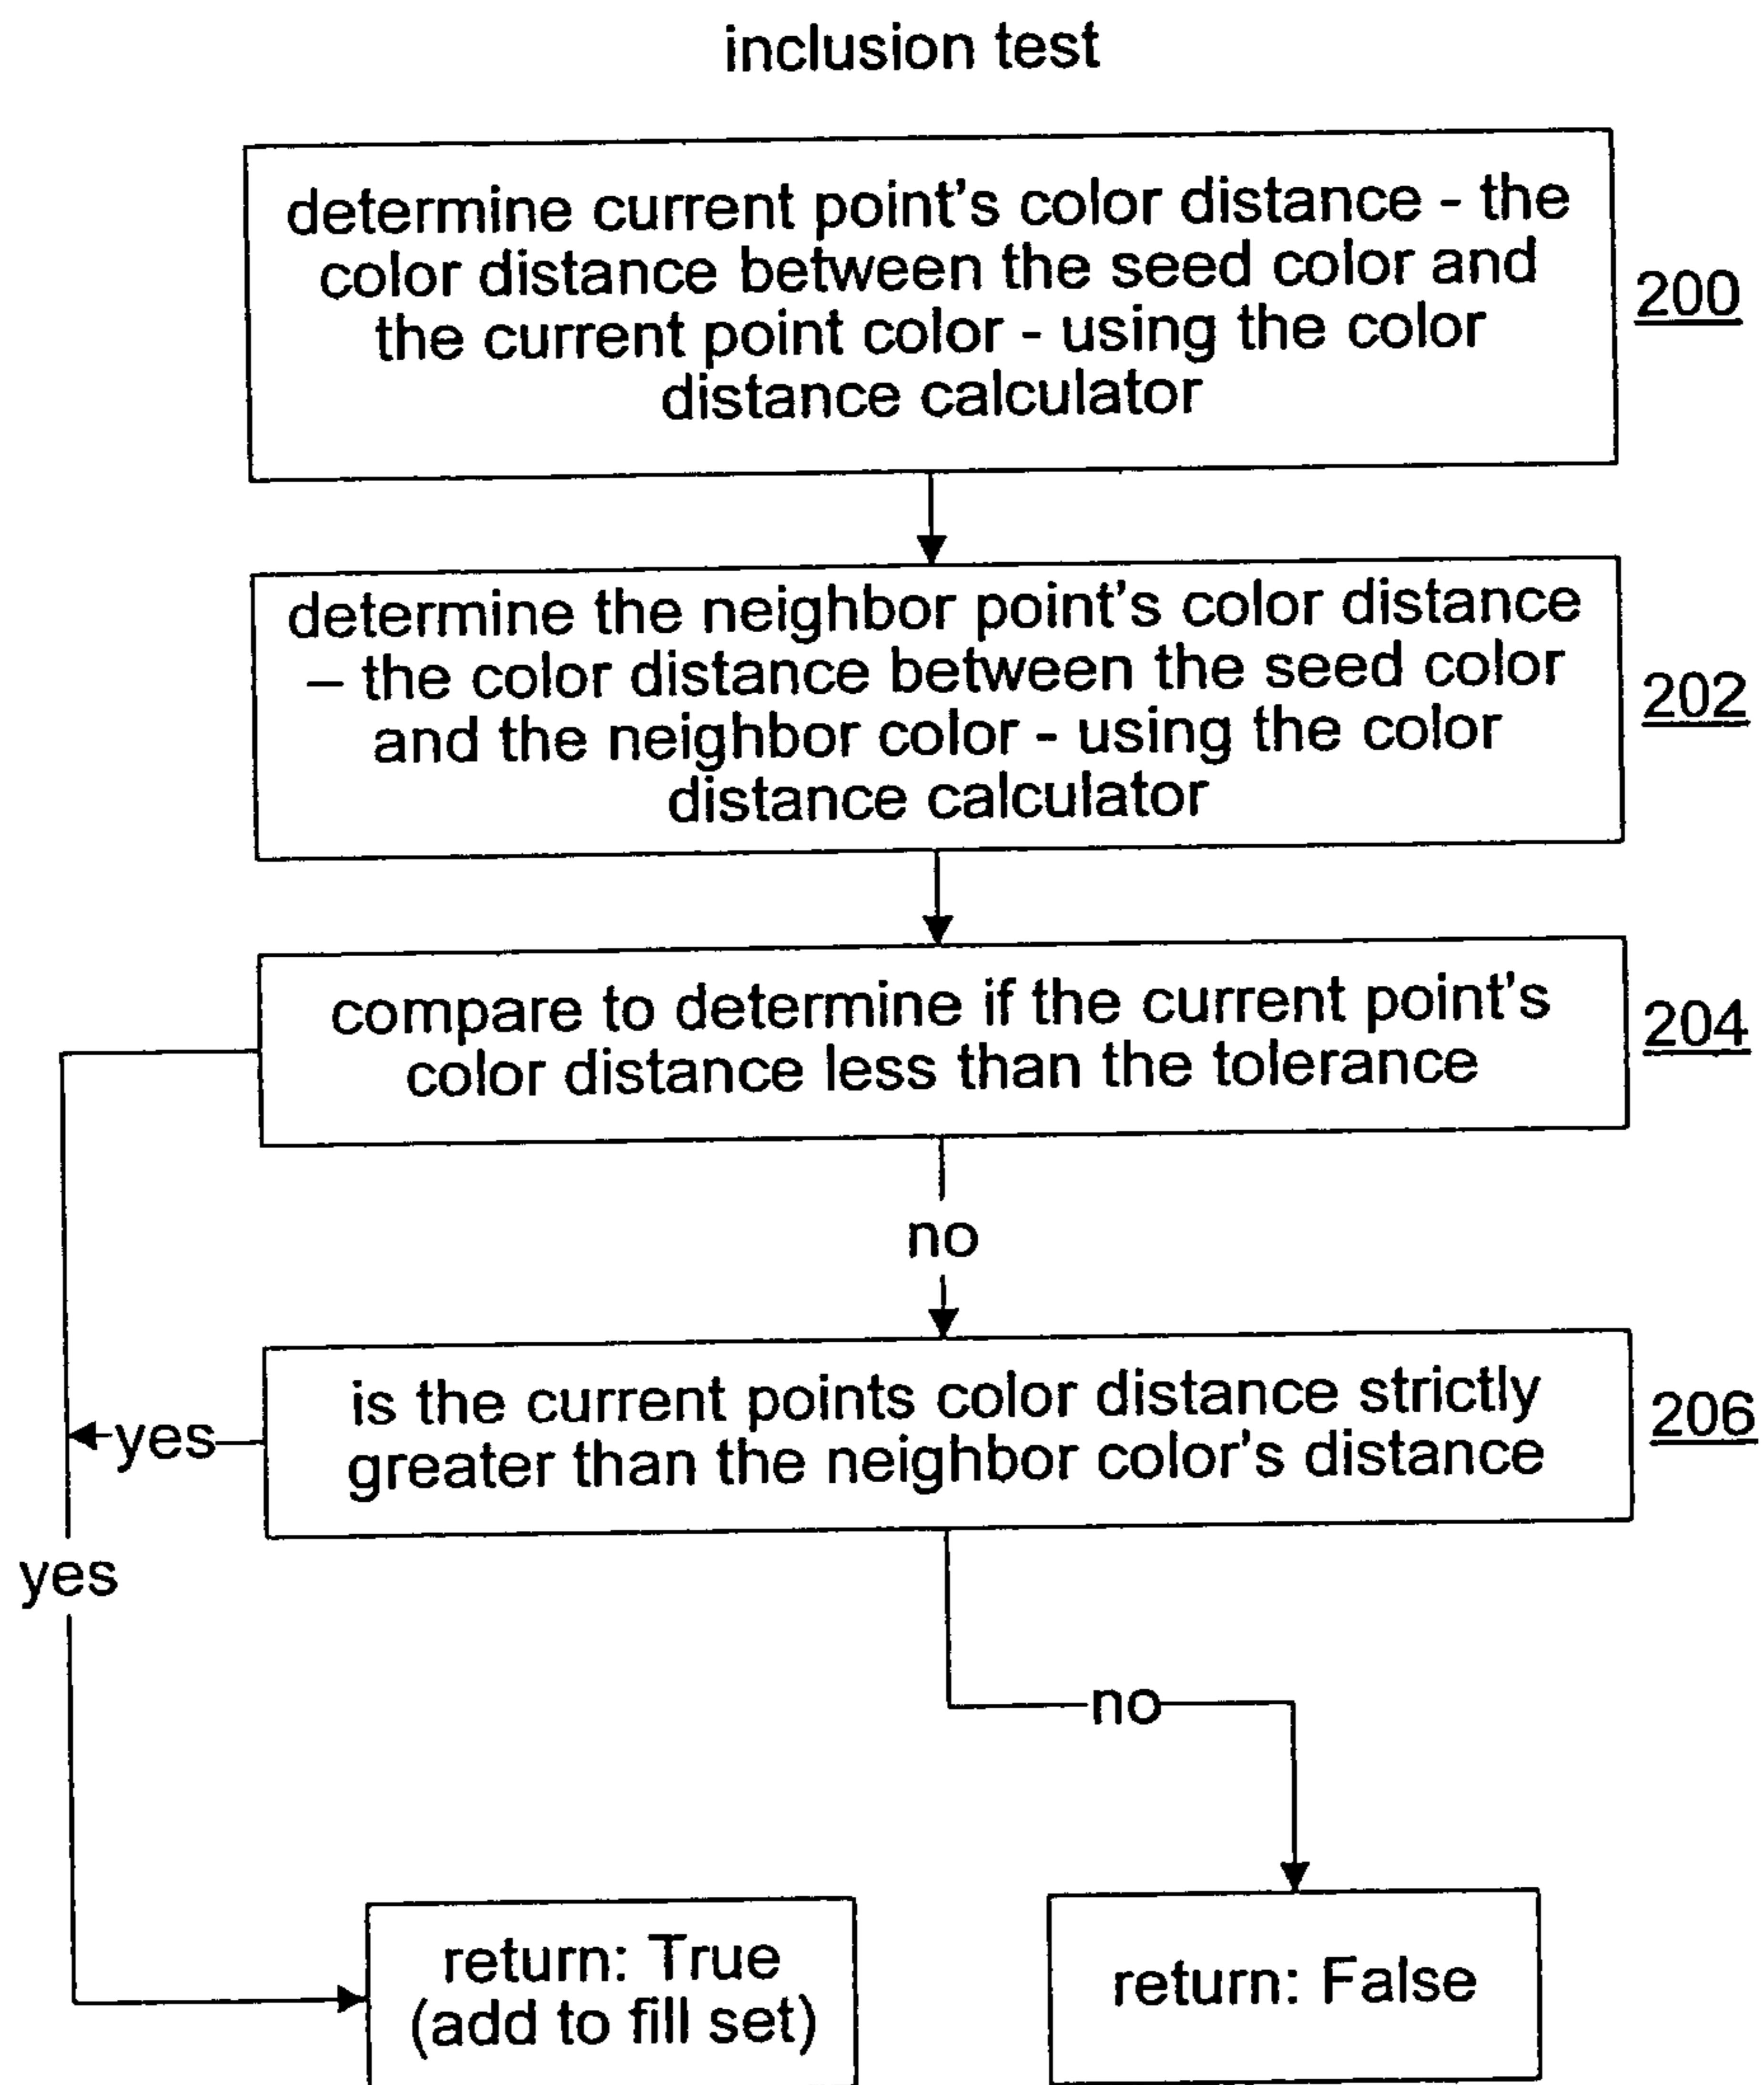 inclusion test
determine current point's color distance - the
color distance between the seed color and
the current point color - using the color
distance calculator
200
determine the neighbor point's color distance
– the color distance between the seed color
and the neighbor color - using the color
distance calculator
202
compare to determine if the current point's
color distance less than the tolerance
204
no
is the current points color distance strictly
greater than the neighbor color's distance
206
yes
yes
no
return: True
(add to fill set)
return: False